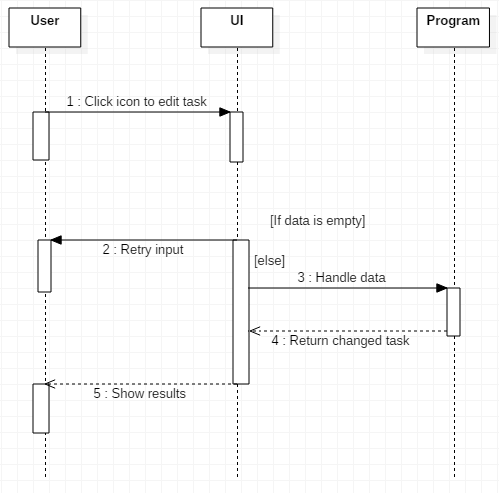 User
UI
Program
1 : Click icon to edit task
[If data is empty]
2 : Retry input
[else]
3 : Handle data
4 : Return changed task
5 : Show results